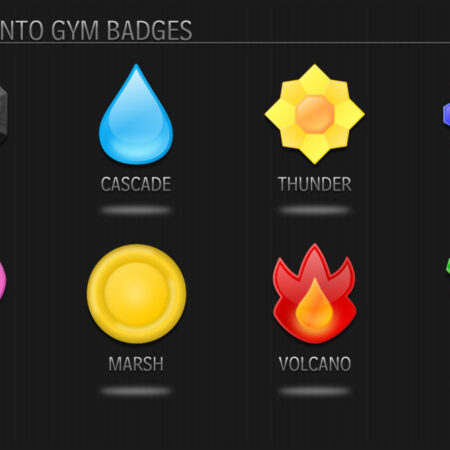 NTO GYM BADGES
CASCADE
THUNDER
MARSH
VOLCANO